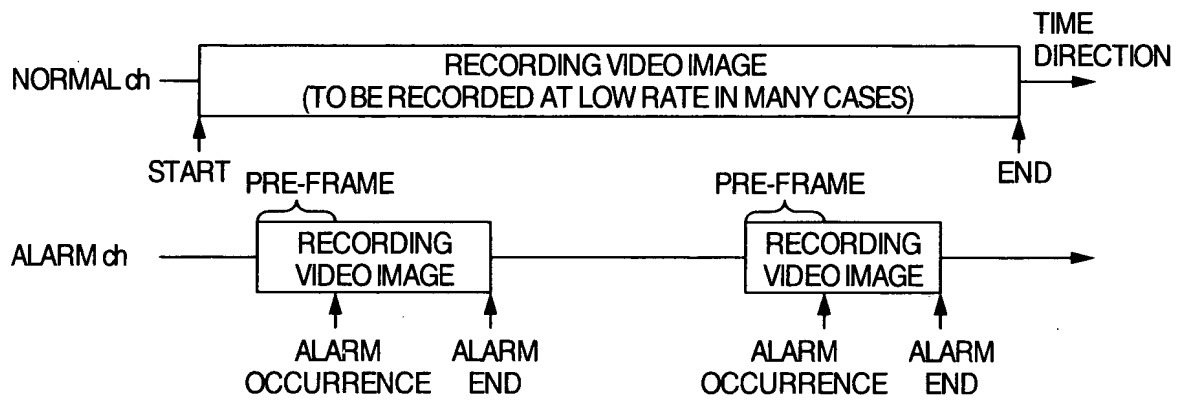 TIME
DIRECTION
NORMAL ch
RECORDING VIDEO IMAGE
(TO BE RECORDED AT LOW RATE IN MANY CASES)
START
END
PRE-FRAME
PRE-FRAME
ALARM ch
RECORDING
VIDEO IMAGE
RECORDING
VIDEO IMAGE
ALARM
OCCURRENCE
ALARM
END
ALARM
OCCURRENCE
ALARM
END